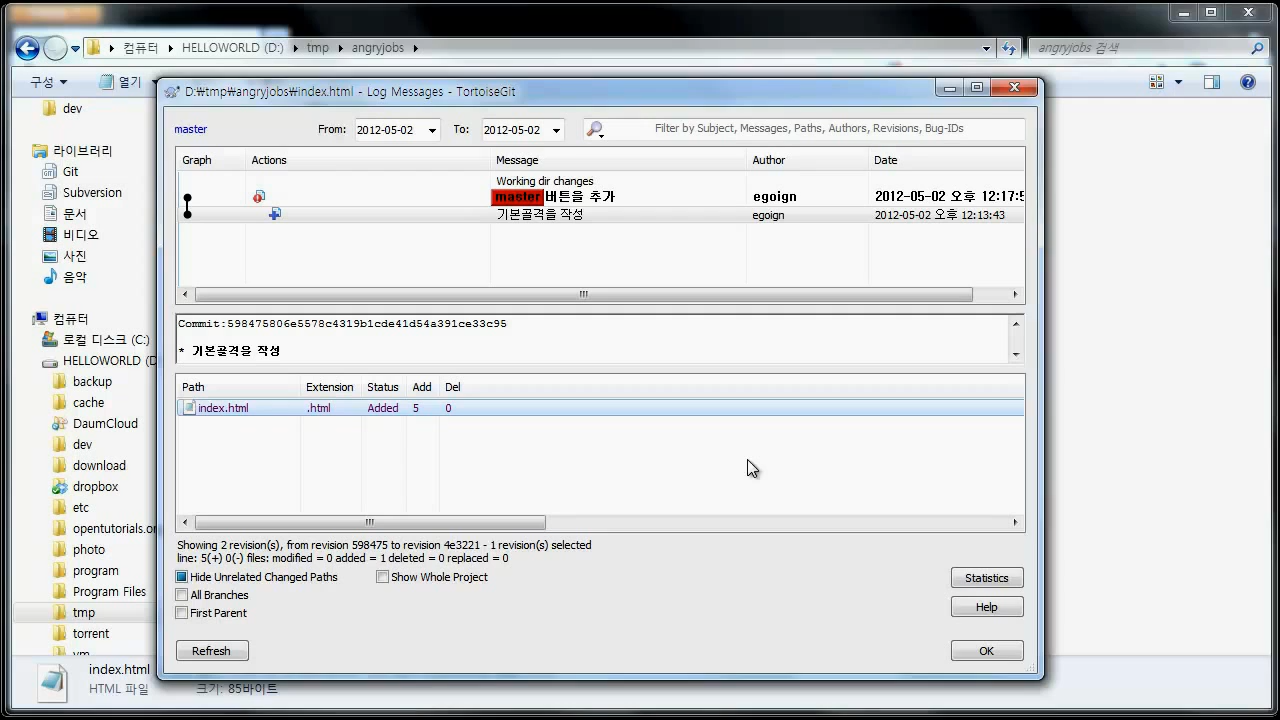 컴퓨터 HELLOWORLD (D:) tmp angryjobs
angryjobs 검색
구성 열기
dev
라이브러리
Git
Subversion
문서
비디오
사진
음악
컴퓨터
로컬 디스크 (C:)
HELLOWORLD (D
backup
cache
DaumCloud
dev
download
dropbox
etc
opentutorials.or
photo
program
Program Files
tmp
torrent
vm
index.html
HTML 파일
크기: 85바이트
D:₩tmp₩angryjobs₩index.html - Log Messages - TortoiseGit
master From: 2012-05-02 To: 2012-05-02 Filter by Subject, Messages, Paths, Authors, Revisions, Bug-IDs
Graph Actions Message Author Date
Working dir changes
master 버튼을 추가 egoign 2012-05-02 오후 12:17:5
기본골격을 작성 egoign 2012-05-02 오후 12:13:43
Commit:598475806e5578c4319b1cde41d54a391ce33c95
* 기본골격을 작성
Path Extension Status Add Del
index.html .html Added 5 0
Showing 2 revision(s), from revision 598475 to revision 4e3221 - 1 revision(s) selected
line: 5(+) 0(-) files: modified = 0 added = 1 deleted = 0 replaced = 0
Hide Unrelated Changed Paths Show Whole Project
All Branches
First Parent
Statistics
Help
Refresh OK